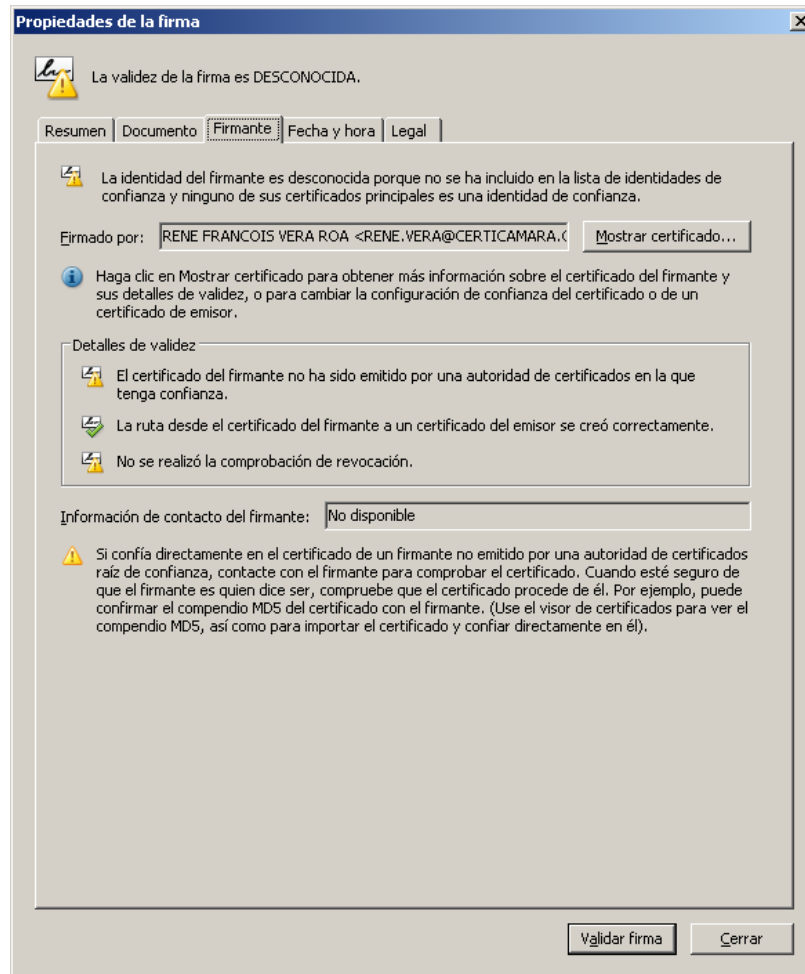 Propiedades de la firma
La validez de la firma es DESCONOCIDA.
Resumen Documento Firmante Fecha y hora Legal
La identidad del firmante es desconocida porque no se ha incluido en la lista de identidades de
confianza y ninguno de sus certificados principales es una identidad de confianza.
Firmado por: RENE FRANCOIS VERA ROA <RENE.VERA@CERTICAMARA.C Mostrar certificado...
Haga clic en Mostrar certificado para obtener más información sobre el certificado del firmante y
sus detalles de validez, o para cambiar la configuración de confianza del certificado o de un
certificado de emisor.
Detalles de validez
El certificado del firmante no ha sido emitido por una autoridad de certificados en la que
tenga confianza.
La ruta desde el certificado del firmante a un certificado del emisor se creó correctamente.
No se realizó la comprobación de revocación.
Información de contacto del firmante: No disponible
Si confía directamente en el certificado de un firmante no emitido por una autoridad de certificados
raíz de confianza, contacte con el firmante para comprobar el certificado. Cuando esté seguro de
que el firmante es quien dice ser, compruebe que el certificado procede de él. Por ejemplo, puede
confirmar el compendio MD5 del certificado con el firmante. (Use el visor de certificados para ver el
compendio MD5, así como para importar el certificado y confiar directamente en él).
Validar firma Cerrar